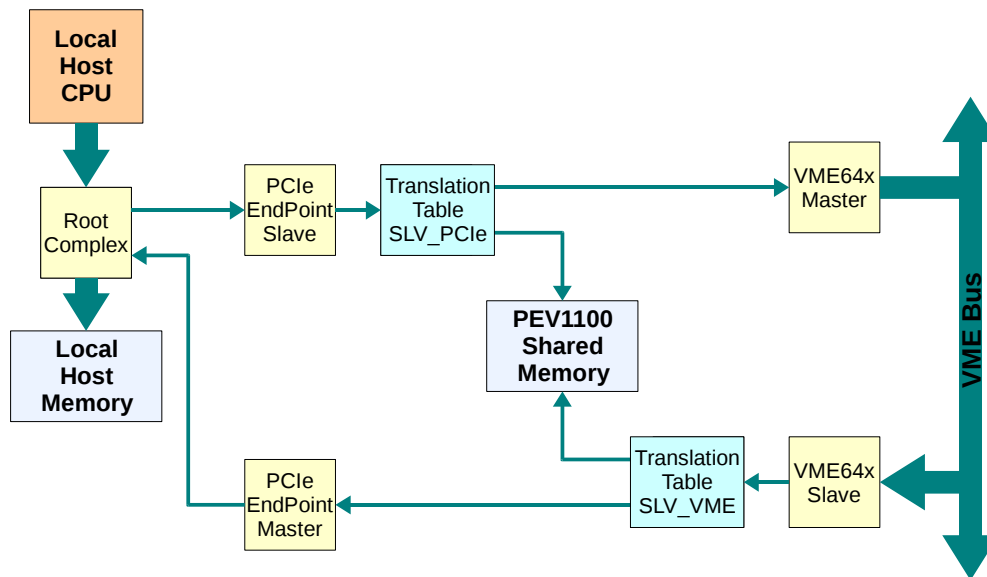 Local
Host
CPU
Root
Complex
Local
Host
Memory
PCIe
EndPoint
Slave
Translation
Table
SLV_PCIe
VME64x
Master
PEV1100
Shared
Memory
VME Bus
PCIe
EndPoint
Master
Translation
Table
SLV_VME
VME64x
Slave